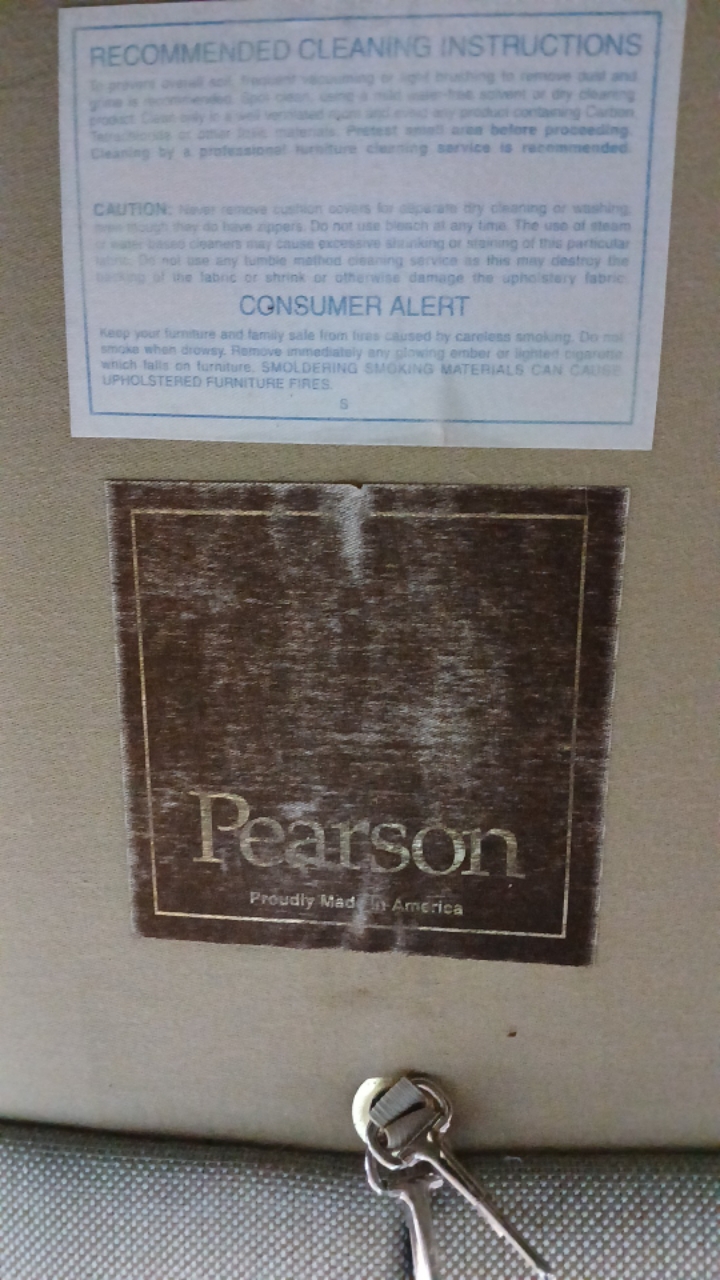 RECOMMENDED CLEANING INSTRUCTIONS
To prevent overall soil, frequent vacuuming or light brushing to remove dust and
grime is recommended. Spot clean, using a mild water-free solvent or dry cleaning
product. Clean only in a well ventilated room and avoid any product containing Carbon
Tetrachloride or other toxic materials. Pretest small area before proceeding.
Cleaning by a professional furniture cleaning service is recommended.
CAUTION: Never remove cushion covers for separate dry cleaning or washing,
even though they do have zippers. Do not use bleach at any time. The use of steam
or water-based cleaners may cause excessive shrinking or staining of this particular
fabric. Do not use any tumble method cleaning service as this may destroy the
backing of the fabric or shrink or otherwise damage the upholstery fabric.
CONSUMER ALERT
Keep your furniture and family safe from fires caused by careless smoking. Do not
smoke when drowsy. Remove immediately any glowing ember or lighted cigarette
which falls on furniture. SMOLDERING SMOKING MATERIALS CAN CAUSE
UPHOLSTERED FURNITURE FIRES.
S
Pearson
Proudly Made In America